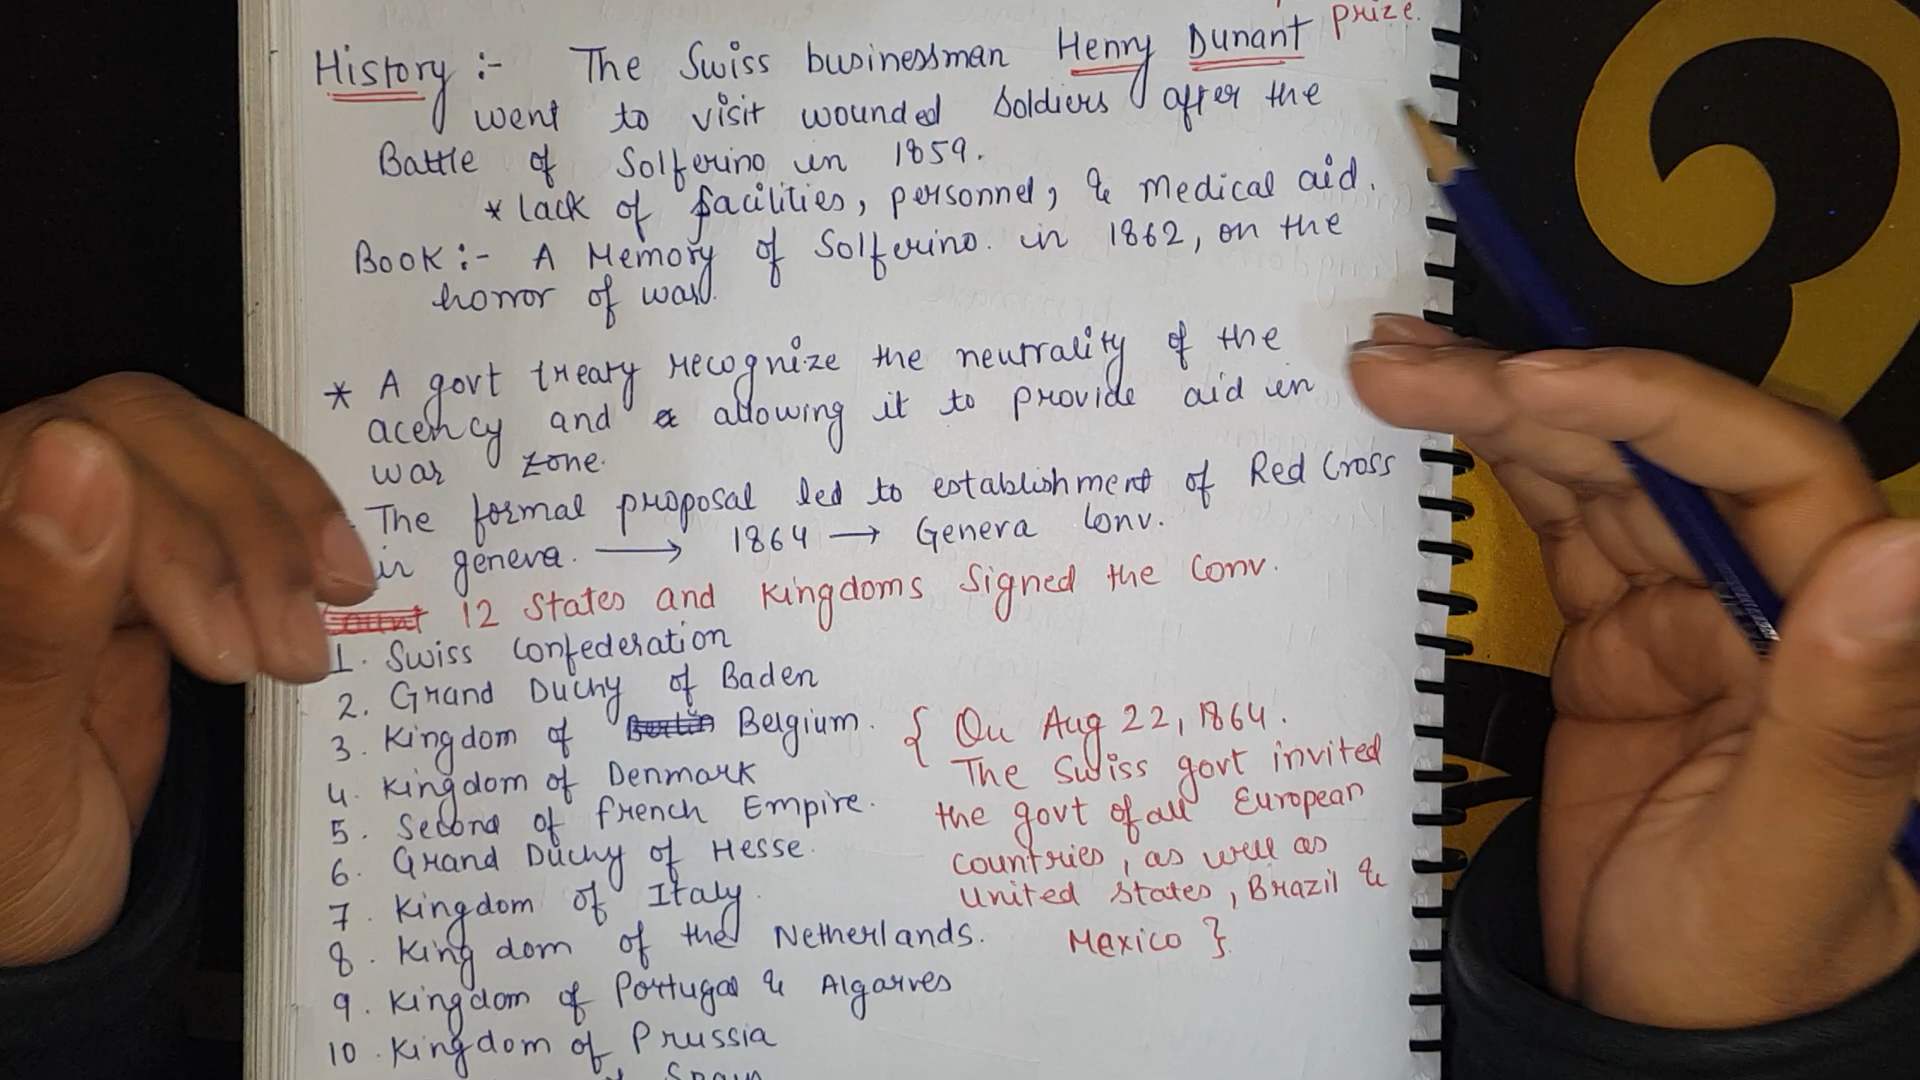 prize.
History :- The Swiss businessman Henry Dunant
went to visit wounded soldiers after the
Battle of Solferino in 1859.
* lack of facilities, personnel, & medical aid.
Book :- A Memory of Solferino. in 1862, on the
horror of war.
* A govt treaty recognize the neutrality of the
acency and allowing it to provide aid in
war zone.
The formal proposal led to establishment of Red Cross
in geneva. → 1864 → Genera Conv.
12 States and Kingdoms Signed the Conv.
1. Swiss Confederation
2. Grand Duchy of Baden
3. Kingdom of Belgium.
4. Kingdom of Denmark
5. Second of french Empire.
6. Grand Duchy of Hesse.
7. Kingdom of Italy.
8. King dom of the Netherlands.
9. Kingdom of Portugal & Algarves
10. Kingdom of Prussia
Spain
{ On Aug 22, 1864.
The Swiss govt invited
the govt of all European
countries, as well as
United States, Brazil &
Mexico }